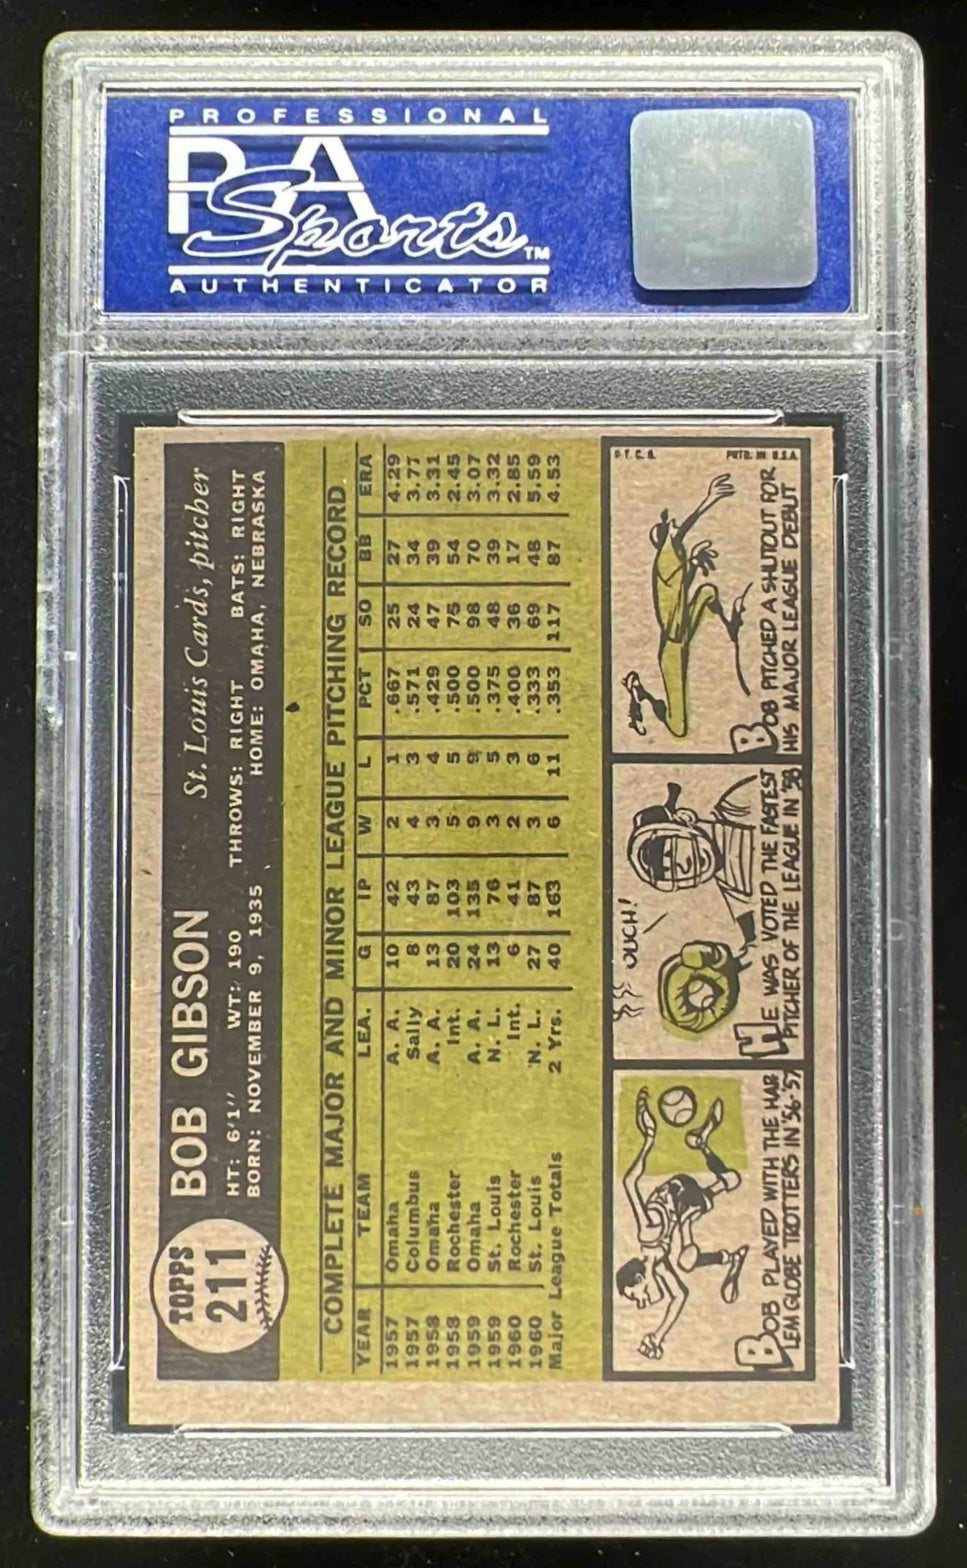 PROFESSIONAL
PSA
Sports™
AUTHENTICATOR
TOPPS
211
BOB GIBSON St. Louis Cards, pitcher
HT: 6'1" WT: 190 THROWS: RIGHT BATS: RIGHT
BORN: NOVEMBER 9, 1935 HOME: OMAHA, NEBRASKA
COMPLETE MAJOR AND MINOR LEAGUE PITCHING RECORD
YEAR TEAM LEA. G IP W L PCT SO BB ERA
1957 Omaha A. A. 10 42 2 1 .667 25 27 4.29
1957 Columbus Sally 8 43 4 3 .571 24 34 3.77
1958 Omaha A. A. 13 87 3 4 .429 47 39 3.31
1958 Rochester Int. 20 103 5 5 .500 75 54 2.45
1959 Omaha A. A. 24 135 9 9 .500 98 70 3.07
1959 St. Louis N. L. 13 76 3 5 .375 48 39 3.32
1960 Rochester Int. 6 41 2 3 .400 36 17 2.85
1960 St. Louis N. L. 27 87 3 6 .333 69 48 5.59
Major League Totals 2 Yrs. 40 163 6 11 .353 117 87 4.53
BOB PLAYED WITH THE HAR-
LEM GLOBE TROTTERS IN '56-'57
OUCH!
HE WAS VOTED THE FASTEST
PITCHER OF THE LEAGUE IN '58
© T. C. G. PRTD. IN U.S.A.
BOB PITCHED A SHUTOUT FOR
HIS MAJOR LEAGUE DEBUT